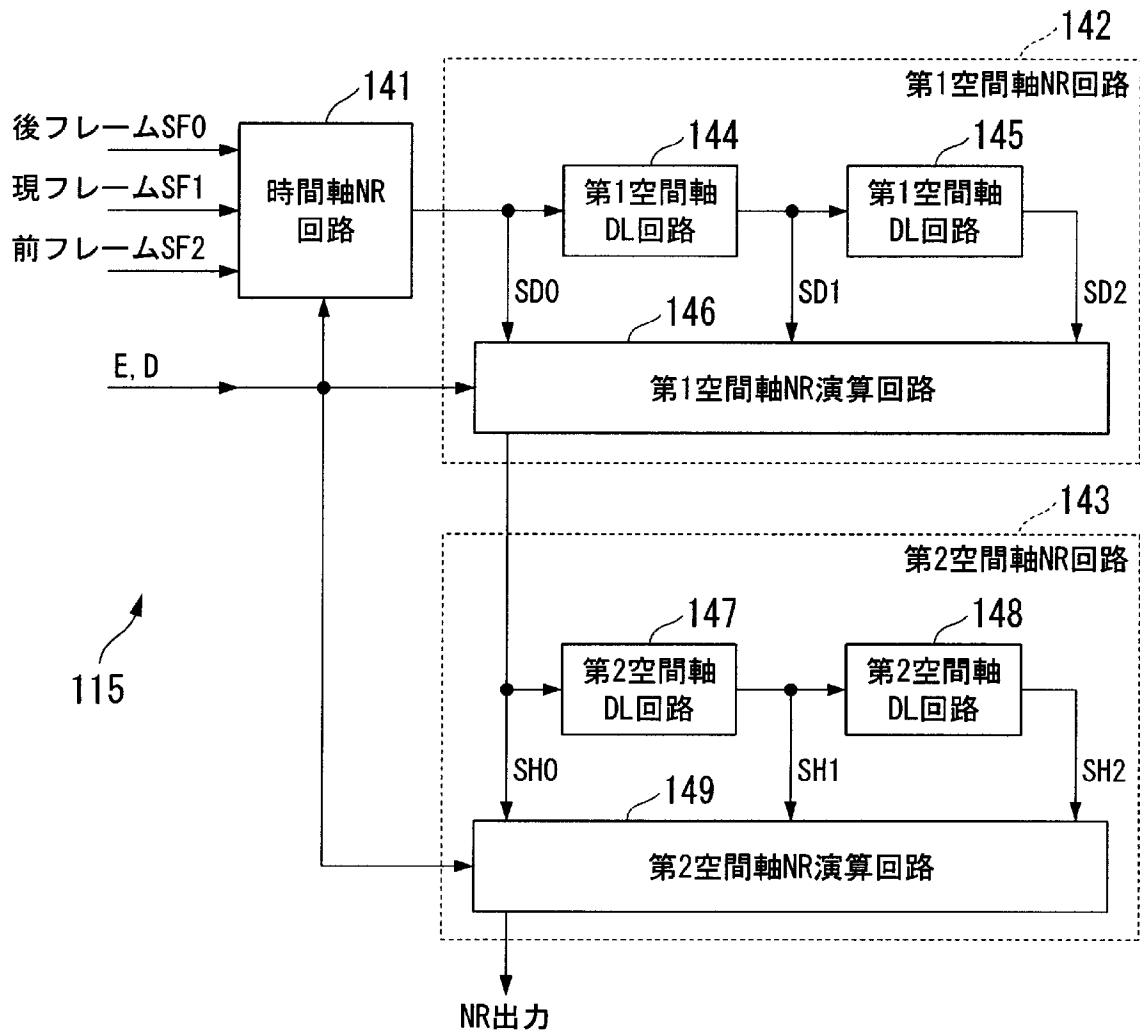 142
第1空間軸NR回路
141
後フレームSF0
現フレームSF1
前フレームSF2
時間軸NR
回路
144
第1空間軸
DL回路
145
第1空間軸
DL回路
SD0
SD1
SD2
146
E, D
第1空間軸NR演算回路
143
第2空間軸NR回路
115
147
第2空間軸
DL回路
148
第2空間軸
DL回路
SH0
SH1
SH2
149
第2空間軸NR演算回路
NR出力